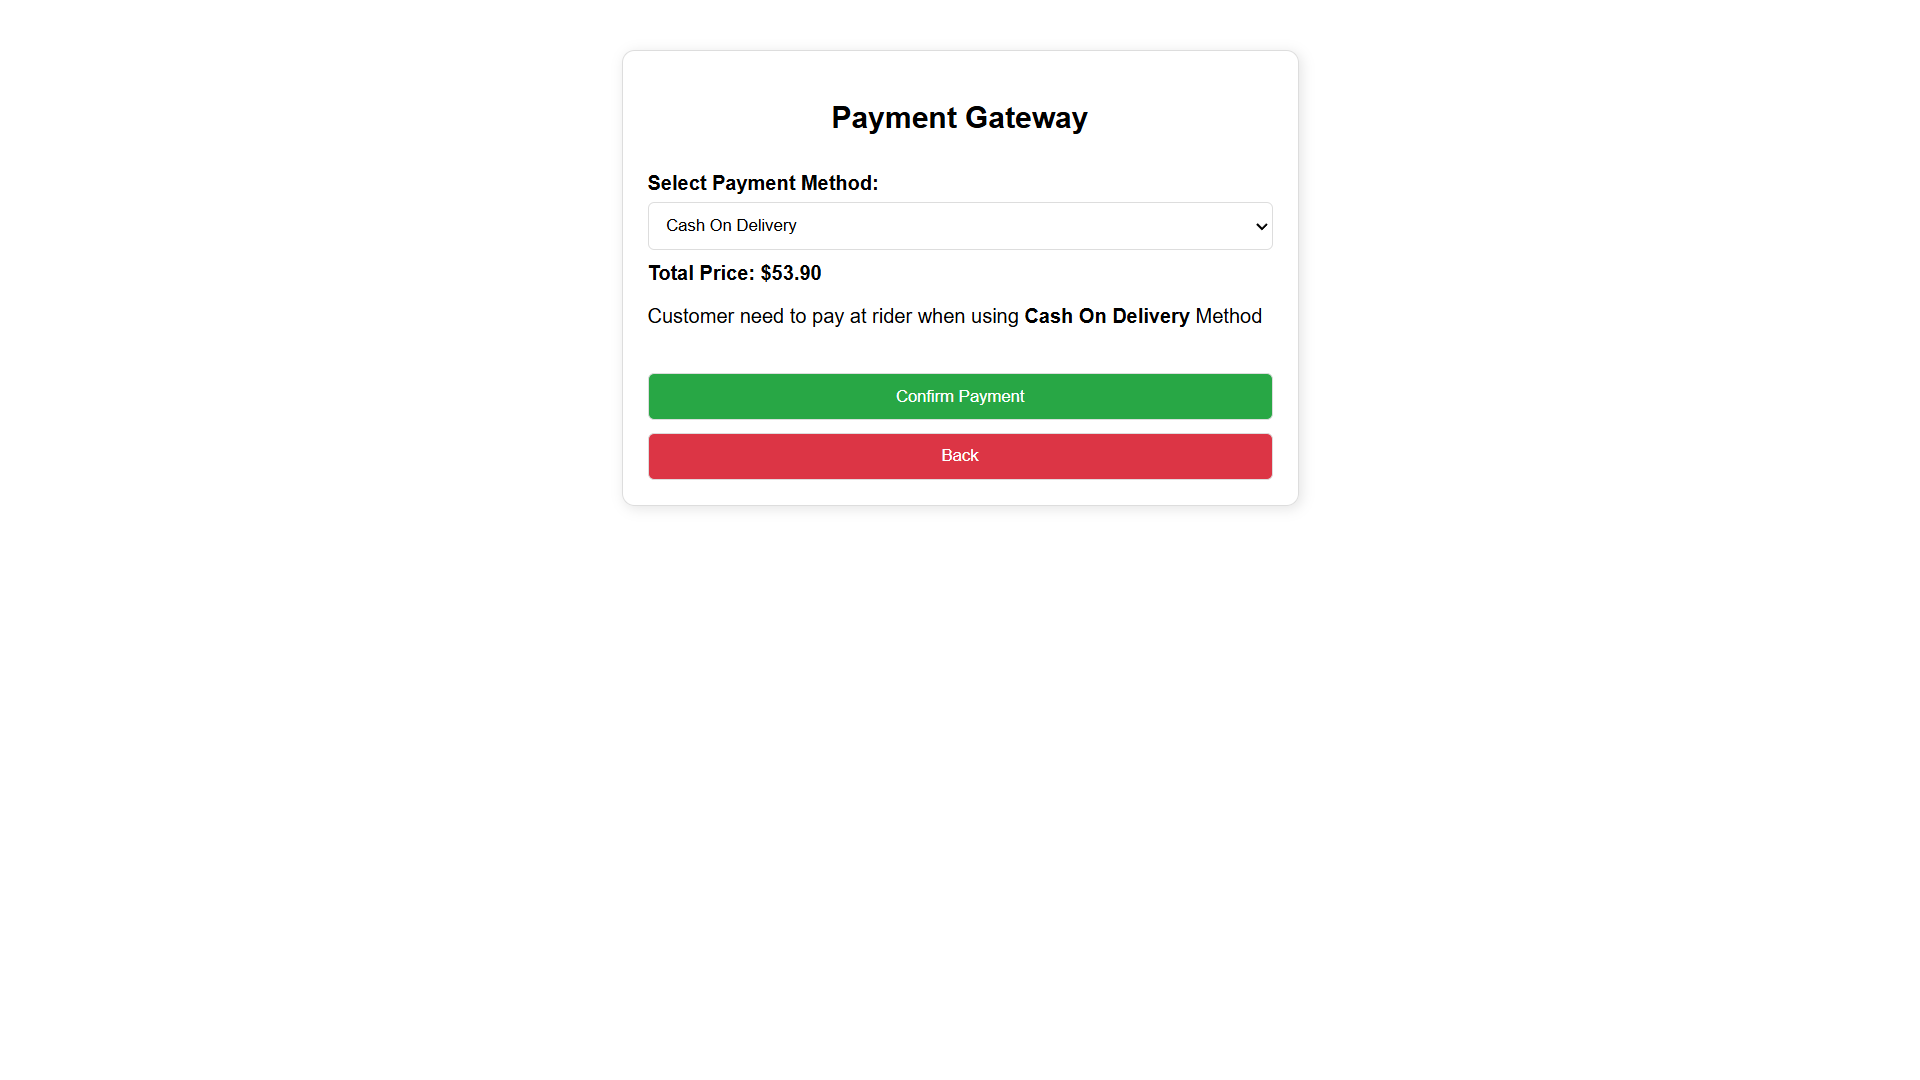 Payment Gateway
Select Payment Method:
Cash On Delivery
Total Price: $53.90
Customer need to pay at rider when using Cash On Delivery Method
Confirm Payment
Back